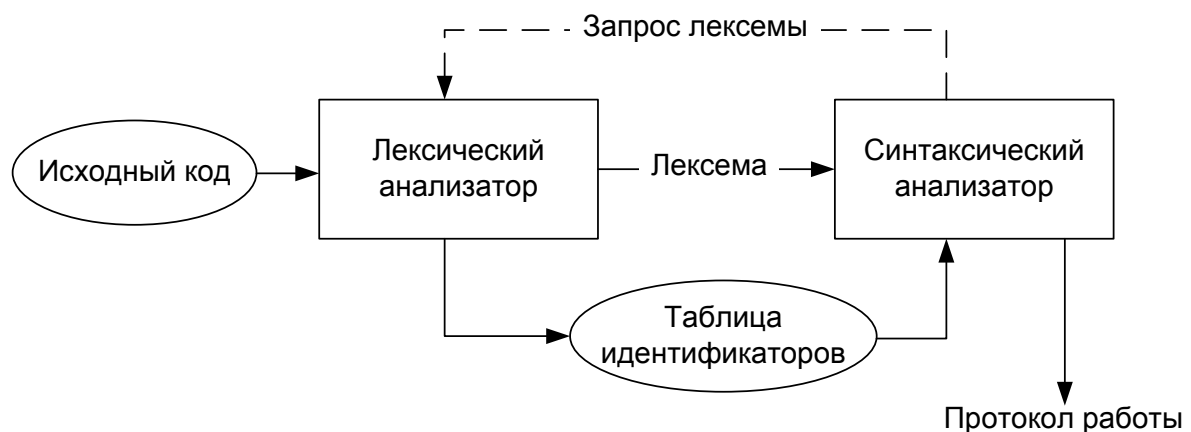 Запрос лексемы
Исходный код
Лексический
анализатор
Лексема
Синтаксический
анализатор
Таблица
идентификаторов
Протокол работы